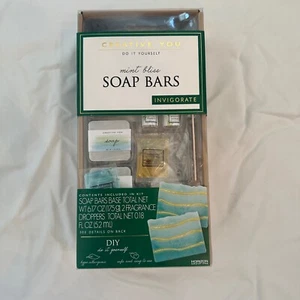 DO IT YOURSELF
mint bliss
SOAP BARS
INVIGORATE
soap
CONTENTS INCLUDED IN KIT:
SOAP BARS BASE TOTAL NET
WT 6.17 OZ (175 G), 2 FRAGRANCE
DROPPERS TOTAL NET 0.18
FL OZ (5.2 mL)
SEE DETAILS ON BACK
DIY
do it yourself